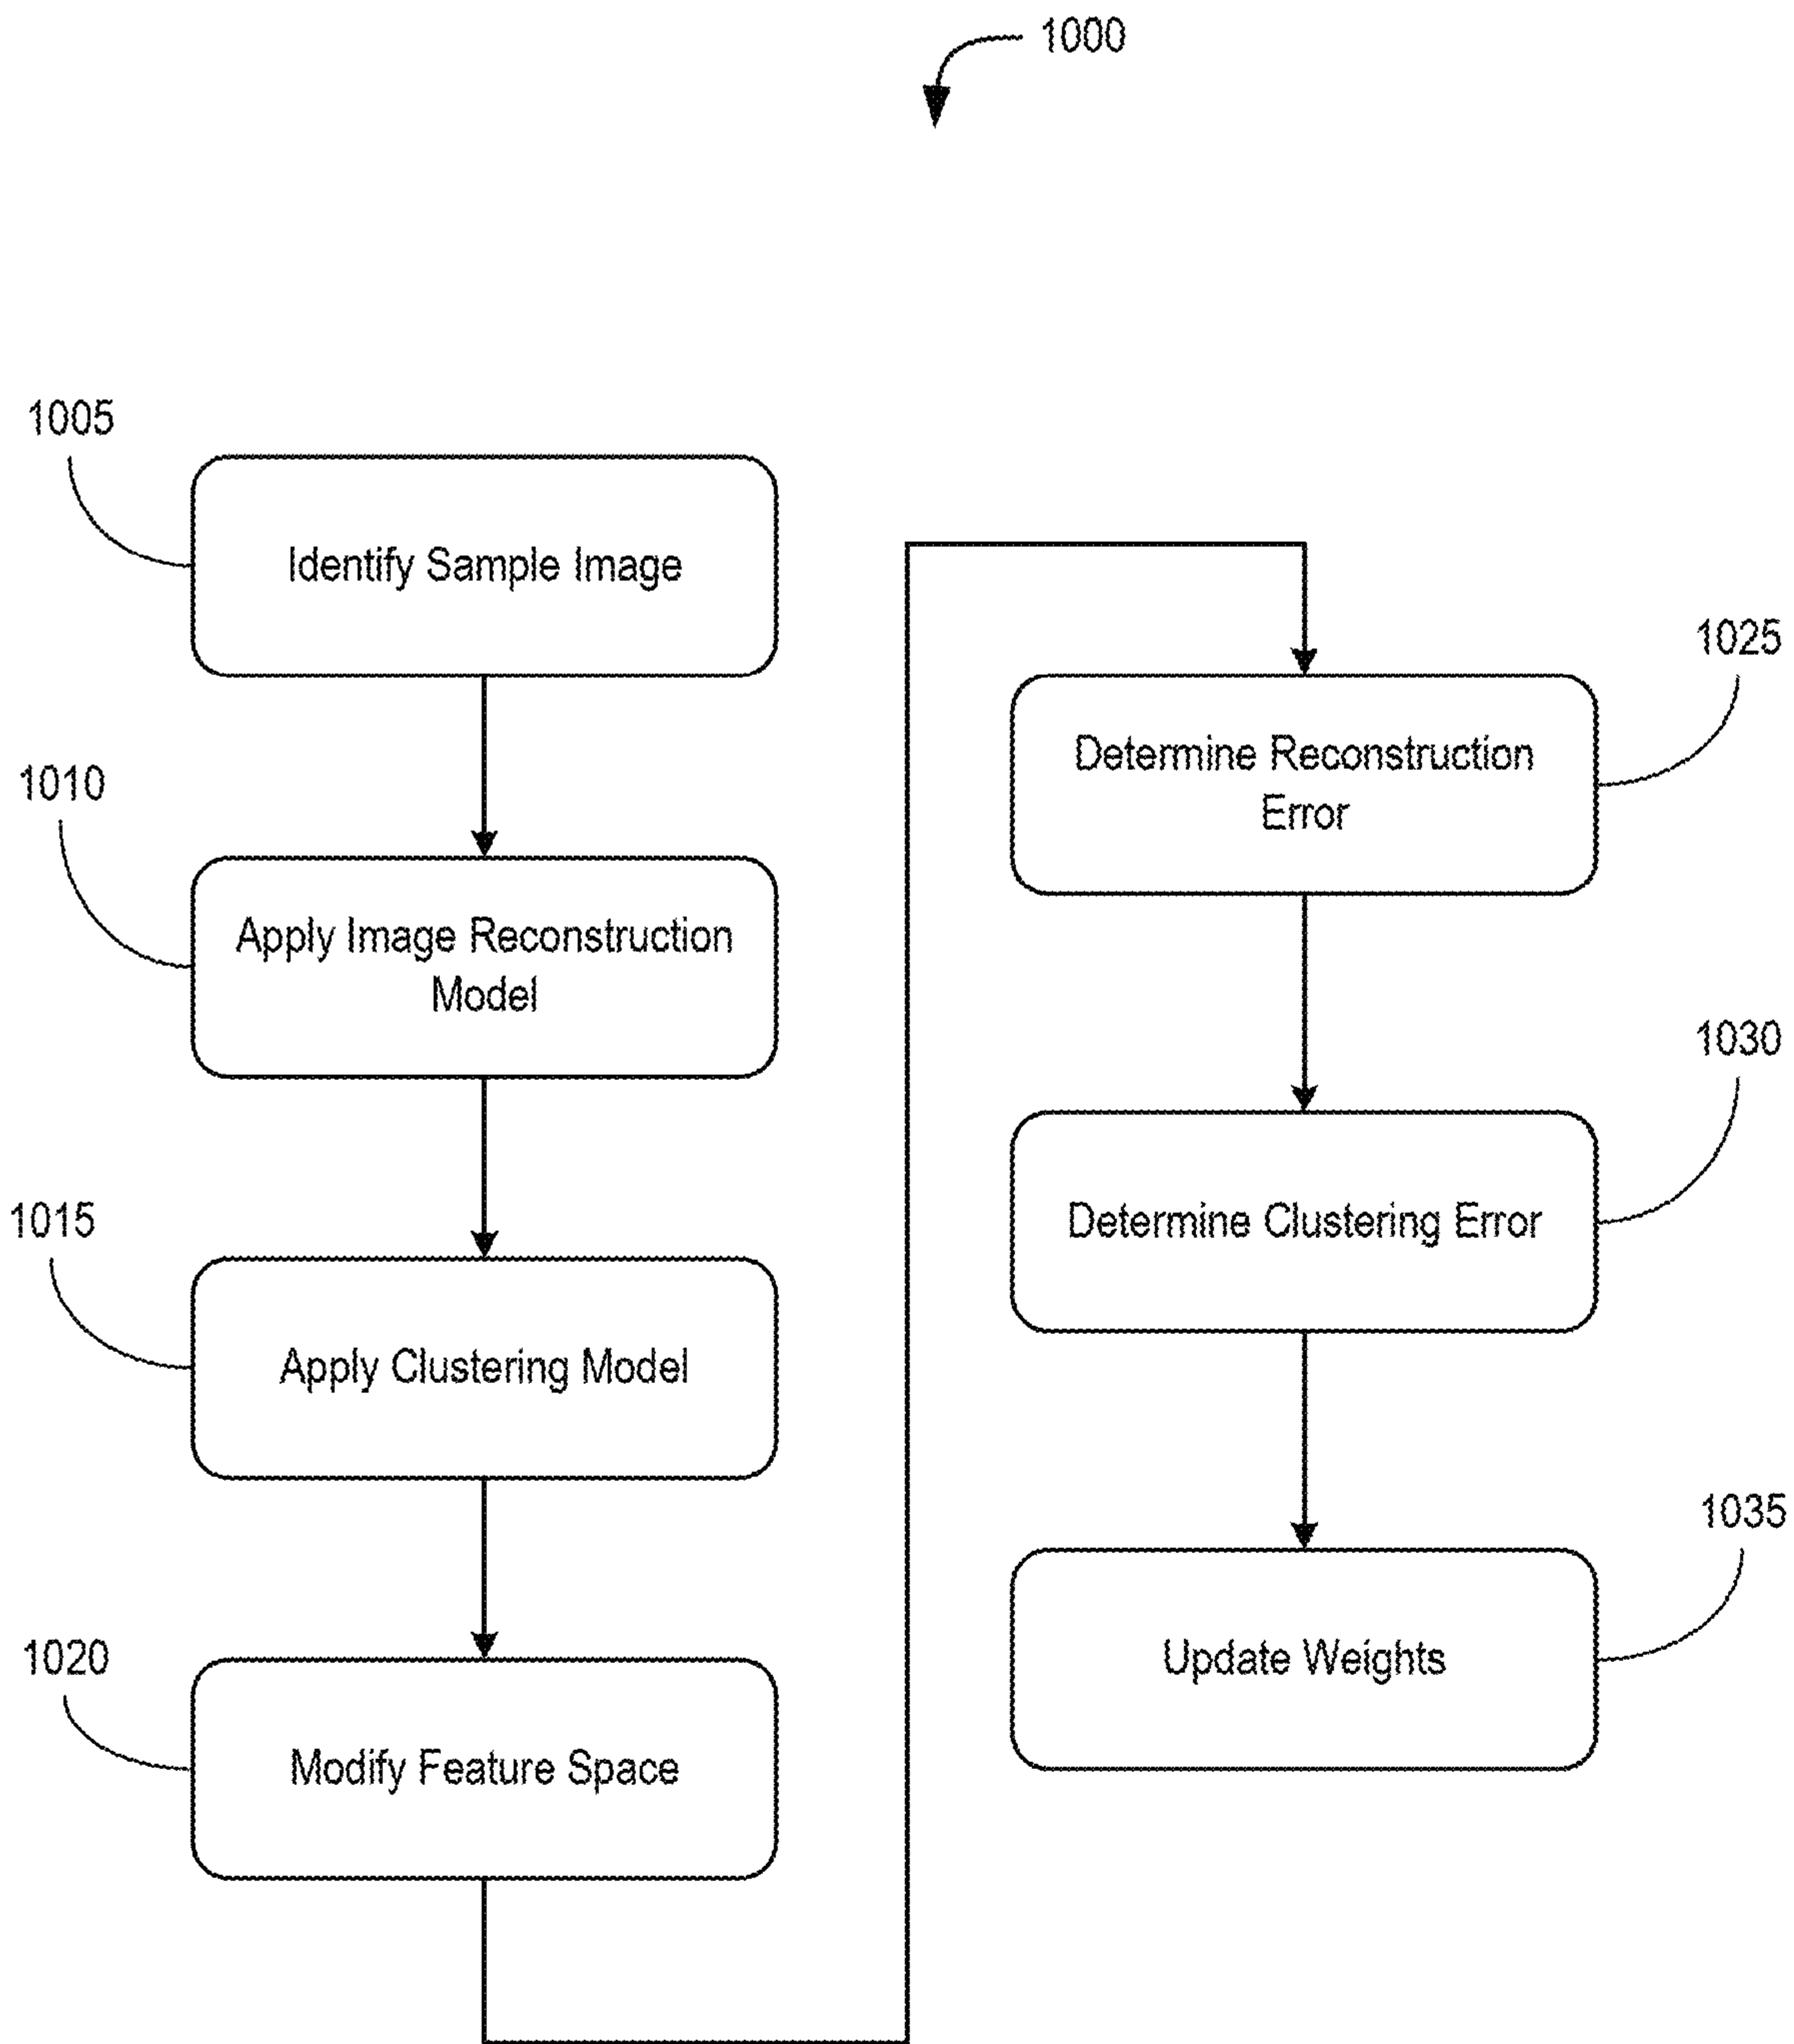 1000
1005
Identify Sample Image
1010
Apply Image Reconstruction
Model
1015
Apply Clustering Model
1020
Modify Feature Space
1025
Determine Reconstruction
Error
1030
Determine Clustering Error
1035
Update Weights